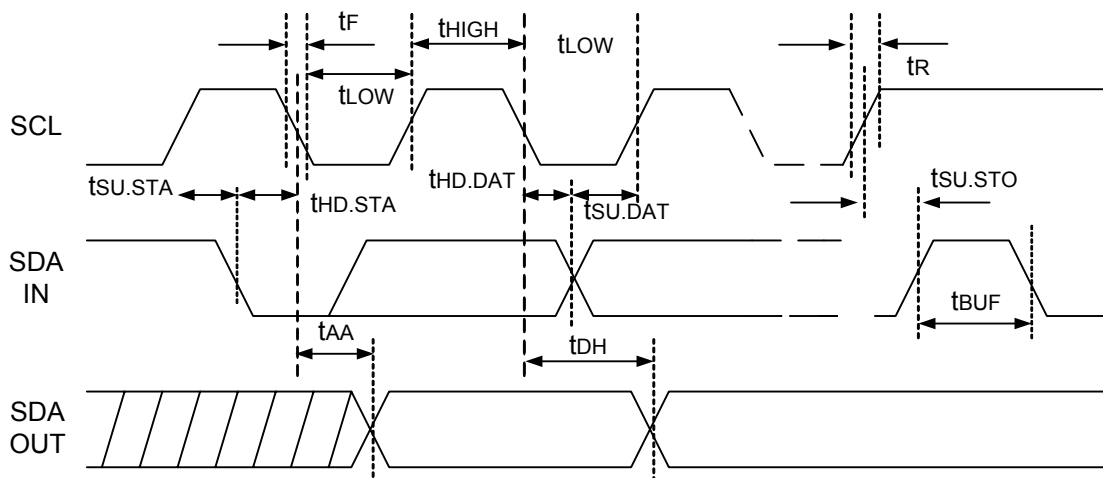 tF
tHIGH
tLOW
tR
tLOW
SCL
tSU.STA
tHD.STA
tHD.DAT
tSU.DAT
tSU.STO
SDA
IN
tBUF
tAA
tDH
SDA
OUT